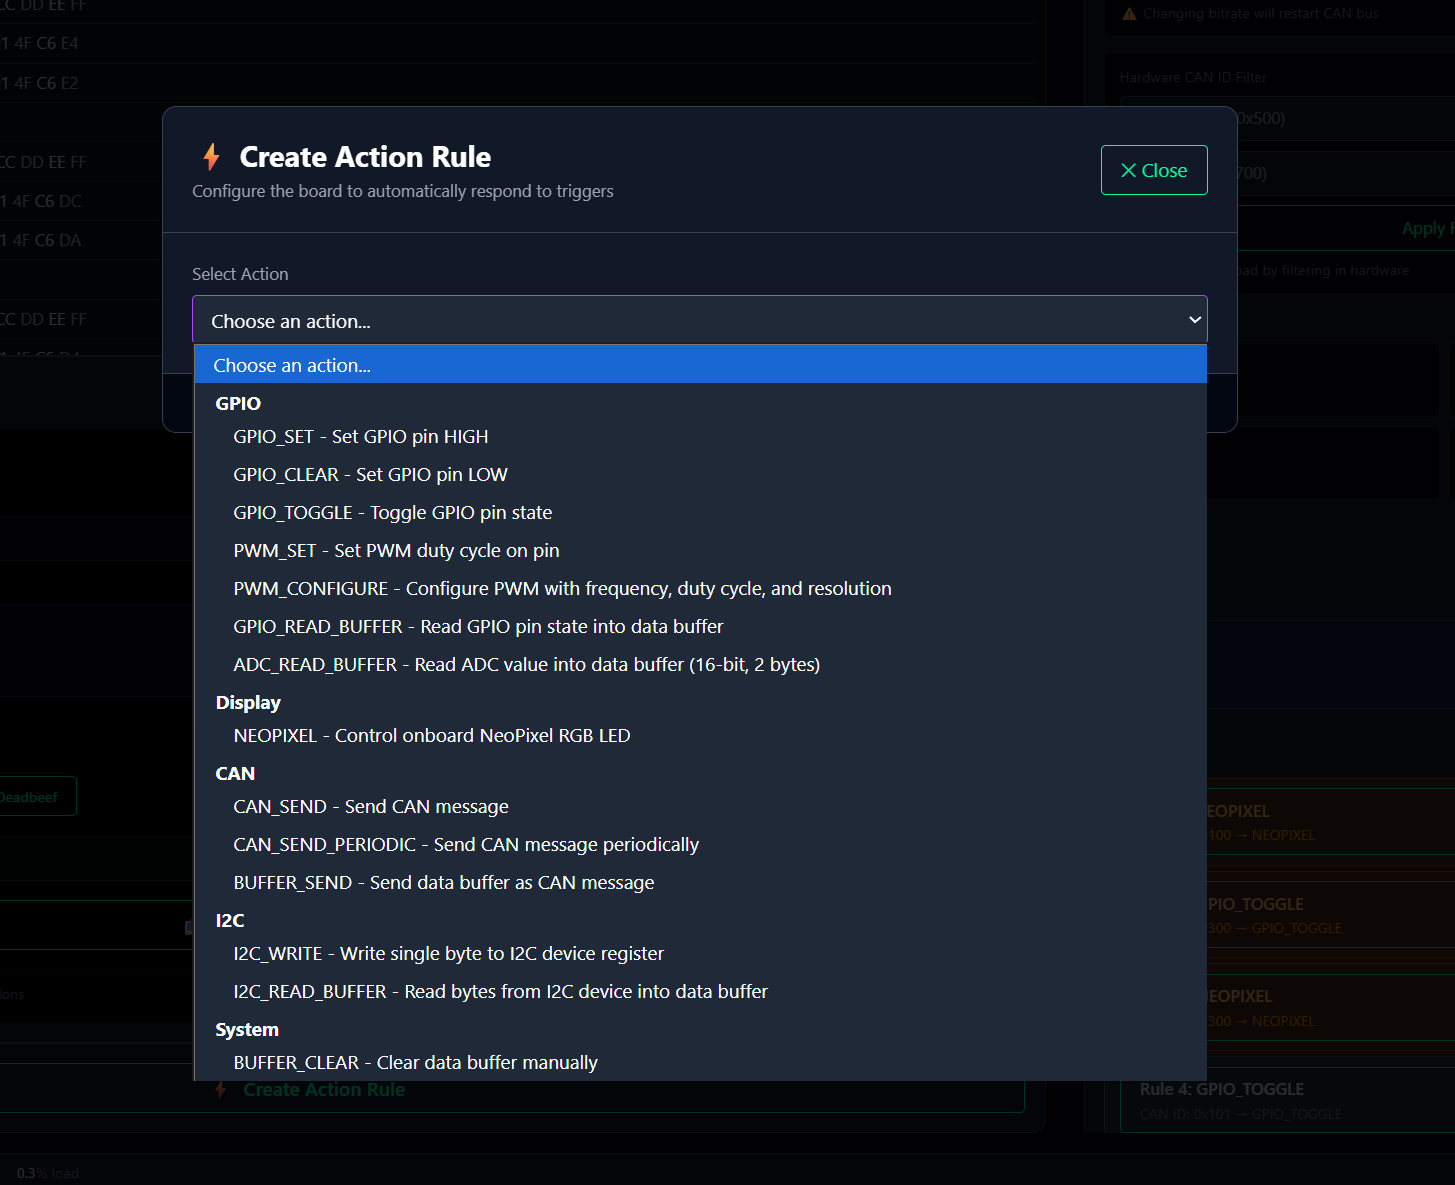 CC DD EE FF
1 4F C6 E4
1 4F C6 E2
CC DD EE FF
1 4F C6 DC
1 4F C6 DA
CC DD EE FF
Changing bitrate will restart CAN bus
Hardware CAN ID Filter
0x500)
700)
Apply
oad by filtering in hardware
Create Action Rule
Configure the board to automatically respond to triggers
Close
Select Action
Choose an action...
Choose an action...
GPIO
GPIO_SET - Set GPIO pin HIGH
GPIO_CLEAR - Set GPIO pin LOW
GPIO_TOGGLE - Toggle GPIO pin state
PWM_SET - Set PWM duty cycle on pin
PWM_CONFIGURE - Configure PWM with frequency, duty cycle, and resolution
GPIO_READ_BUFFER - Read GPIO pin state into data buffer
ADC_READ_BUFFER - Read ADC value into data buffer (16-bit, 2 bytes)
Display
NEOPIXEL - Control onboard NeoPixel RGB LED
CAN
CAN_SEND - Send CAN message
CAN_SEND_PERIODIC - Send CAN message periodically
BUFFER_SEND - Send data buffer as CAN message
I2C
I2C_WRITE - Write single byte to I2C device register
I2C_READ_BUFFER - Read bytes from I2C device into data buffer
System
BUFFER_CLEAR - Clear data buffer manually
Deadbeef
ions
EOPIXEL
100 → NEOPIXEL
PIO_TOGGLE
300 → GPIO_TOGGLE
EOPIXEL
300 → NEOPIXEL
Rule 4: GPIO_TOGGLE
CAN ID: 0x101 → GPIO_TOGGLE
Create Action Rule
0.3% load